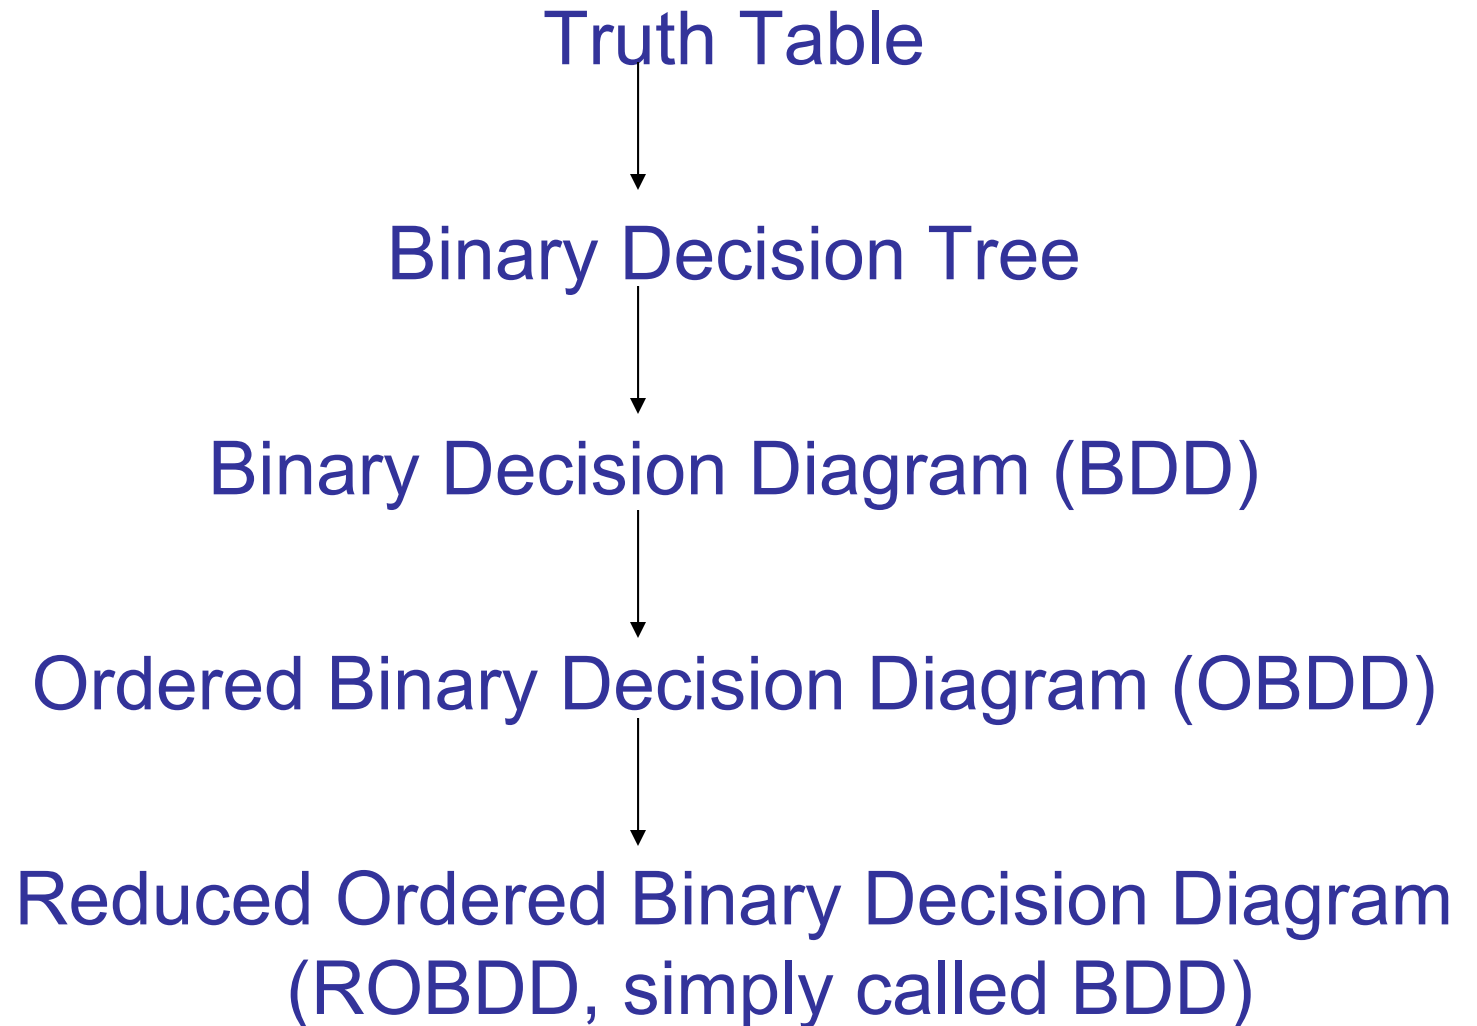 Truth Table
Binary Decision Tree
Binary Decision Diagram (BDD)
Ordered Binary Decision Diagram (OBDD)
Reduced Ordered Binary Decision Diagram
(ROBDD, simply called BDD)